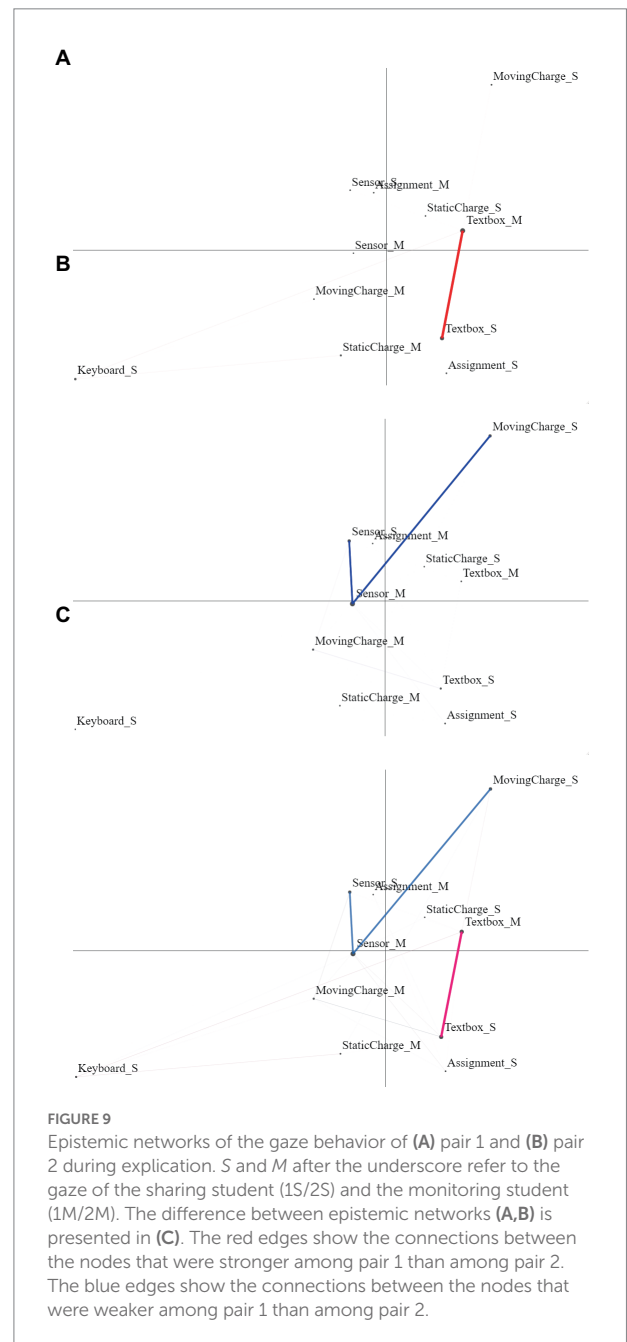 A
MovingCharge_S
Sensor_S
Assignment_M
StaticCharge_S
Textbox_M
Sensor_M
B
MovingCharge_M
Textbox_S
StaticCharge_M
Keyboard_S
Assignment_S
MovingCharge_S
Sensor_S
Assignment_M
StaticCharge_S
Textbox_M
Sensor_M
C
MovingCharge_M
Textbox_S
StaticCharge_M
Keyboard_S
Assignment_S
MovingCharge_S
Sensor_S
Assignment_M
StaticCharge_S
Textbox_M
Sensor_M
MovingCharge_M
Textbox_S
StaticCharge_M
Keyboard_S
Assignment_S
FIGURE 9
Epistemic networks of the gaze behavior of (A) pair 1 and (B) pair
2 during explication. S and M after the underscore refer to the
gaze of the sharing student (1S/2S) and the monitoring student
(1M/2M). The difference between epistemic networks (A,B) is
presented in (C). The red edges show the connections between
the nodes that were stronger among pair 1 than among pair 2.
The blue edges show the connections between the nodes that
were weaker among pair 1 than among pair 2.